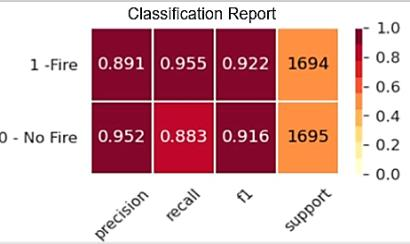 Classification Report
1 -Fire 0.891 0.955 0.922 1694
0 - No Fire 0.952 0.883 0.916 1695
precision recall f1 support
1.0
0.8
0.6
0.4
0.2
0.0